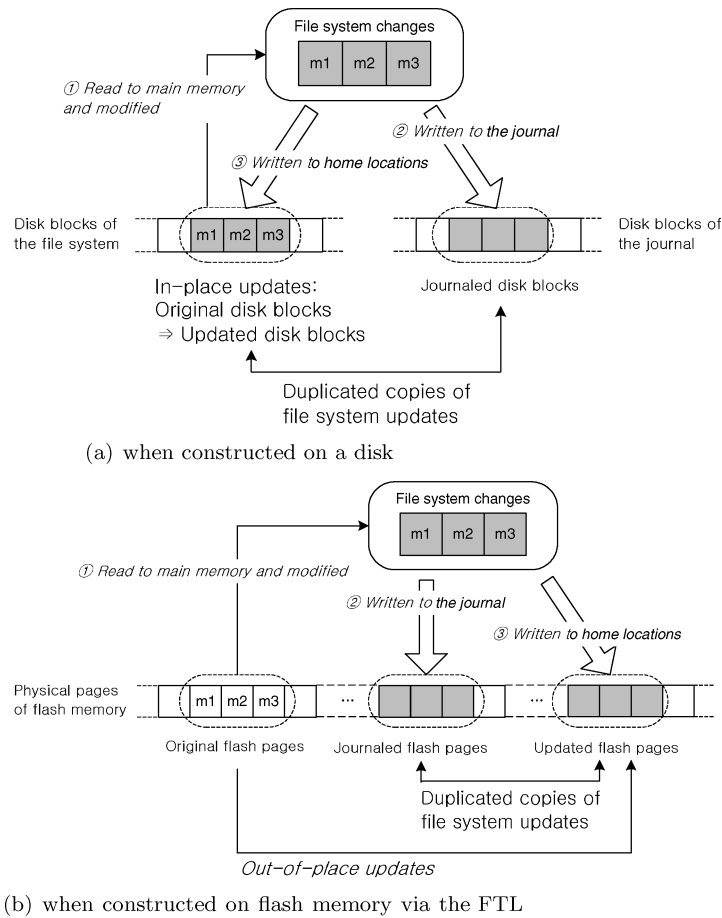 File system changes
m1 m2 m3
① Read to main memory
and modified
② Written to the journal
③ Written to home locations
Disk blocks of
the file system
m1 m2 m3
Disk blocks of
the journal
In-place updates:
Original disk blocks
⇒ Updated disk blocks
Journaled disk blocks
Duplicated copies of
file system updates
(a) when constructed on a disk
File system changes
m1 m2 m3
① Read to main memory and modified
② Written to the journal
③ Written to home locations
Physical pages
of flash memory
m1 m2 m3 ... ...
Original flash pages
Journaled flash pages
Updated flash pages
Duplicated copies of
file system updates
Out-of-place updates
(b) when constructed on flash memory via the FTL